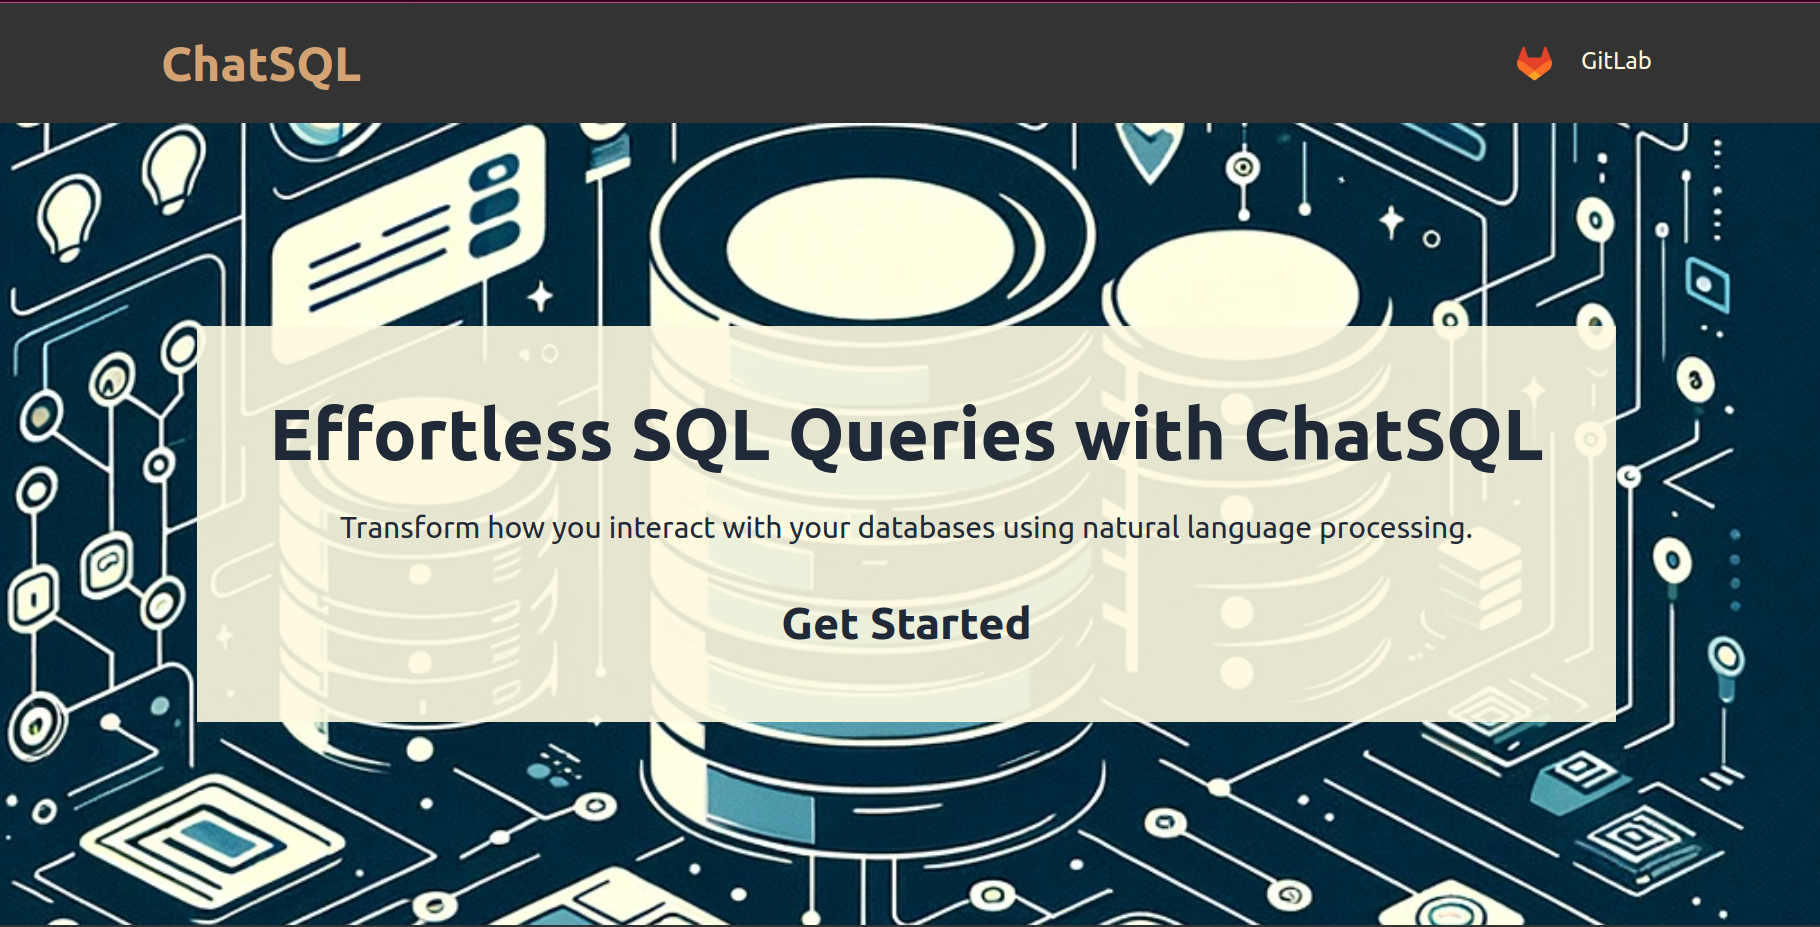 ChatSQL
GitLab
Effortless SQL Queries with ChatSQL
Transform how you interact with your databases using natural language processing.
Get Started